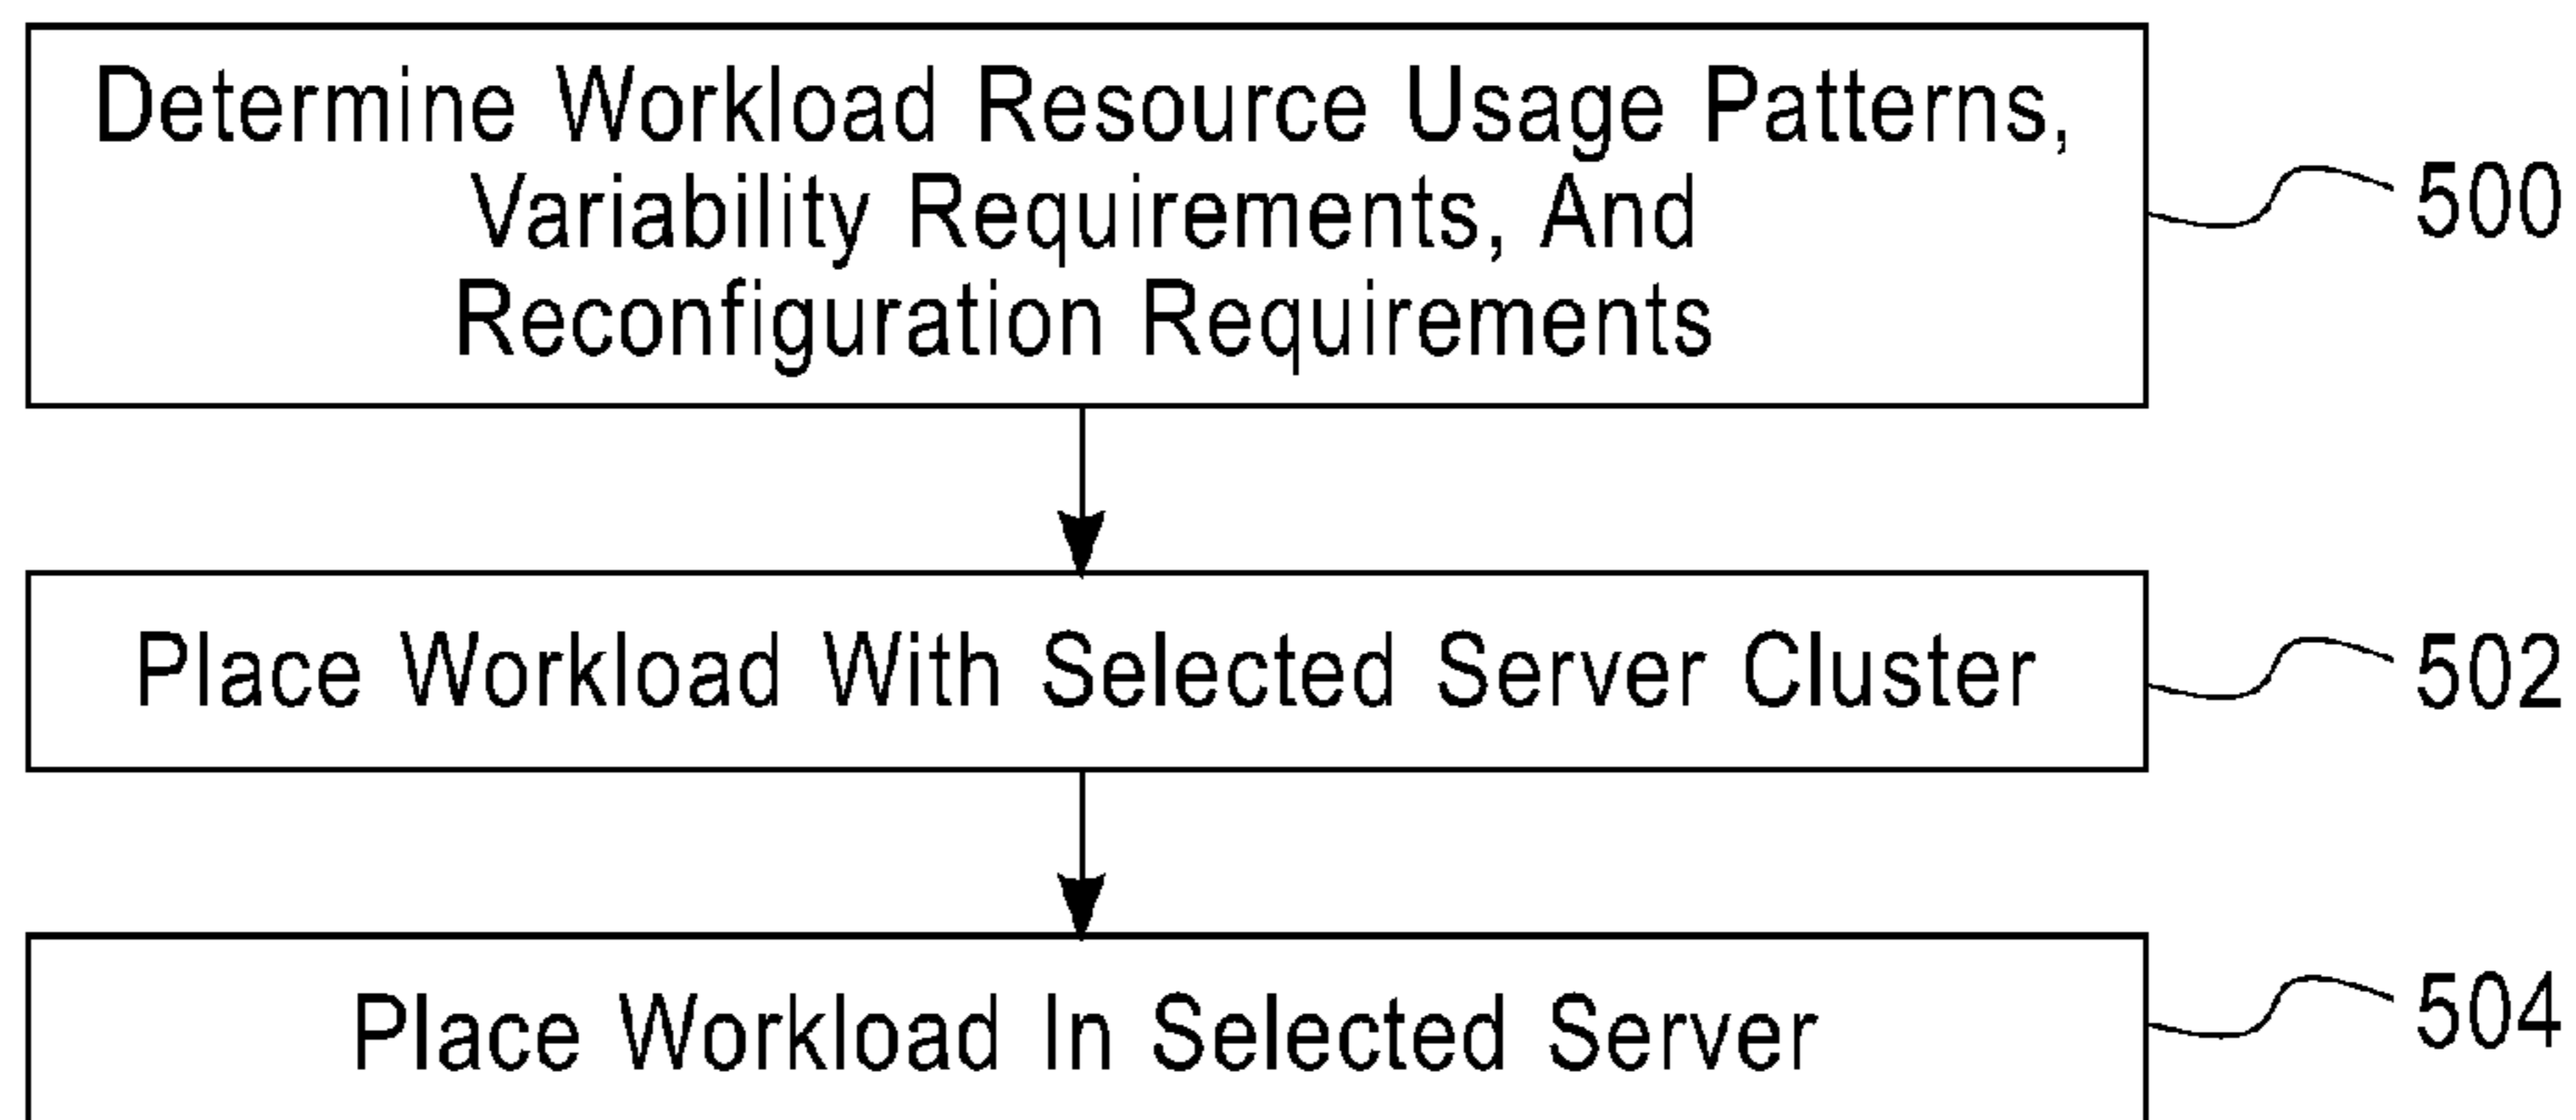 Determine Workload Resource Usage Patterns,
Variability Requirements, And
Reconfiguration Requirements
500
Place Workload With Selected Server Cluster
502
Place Workload In Selected Server
504